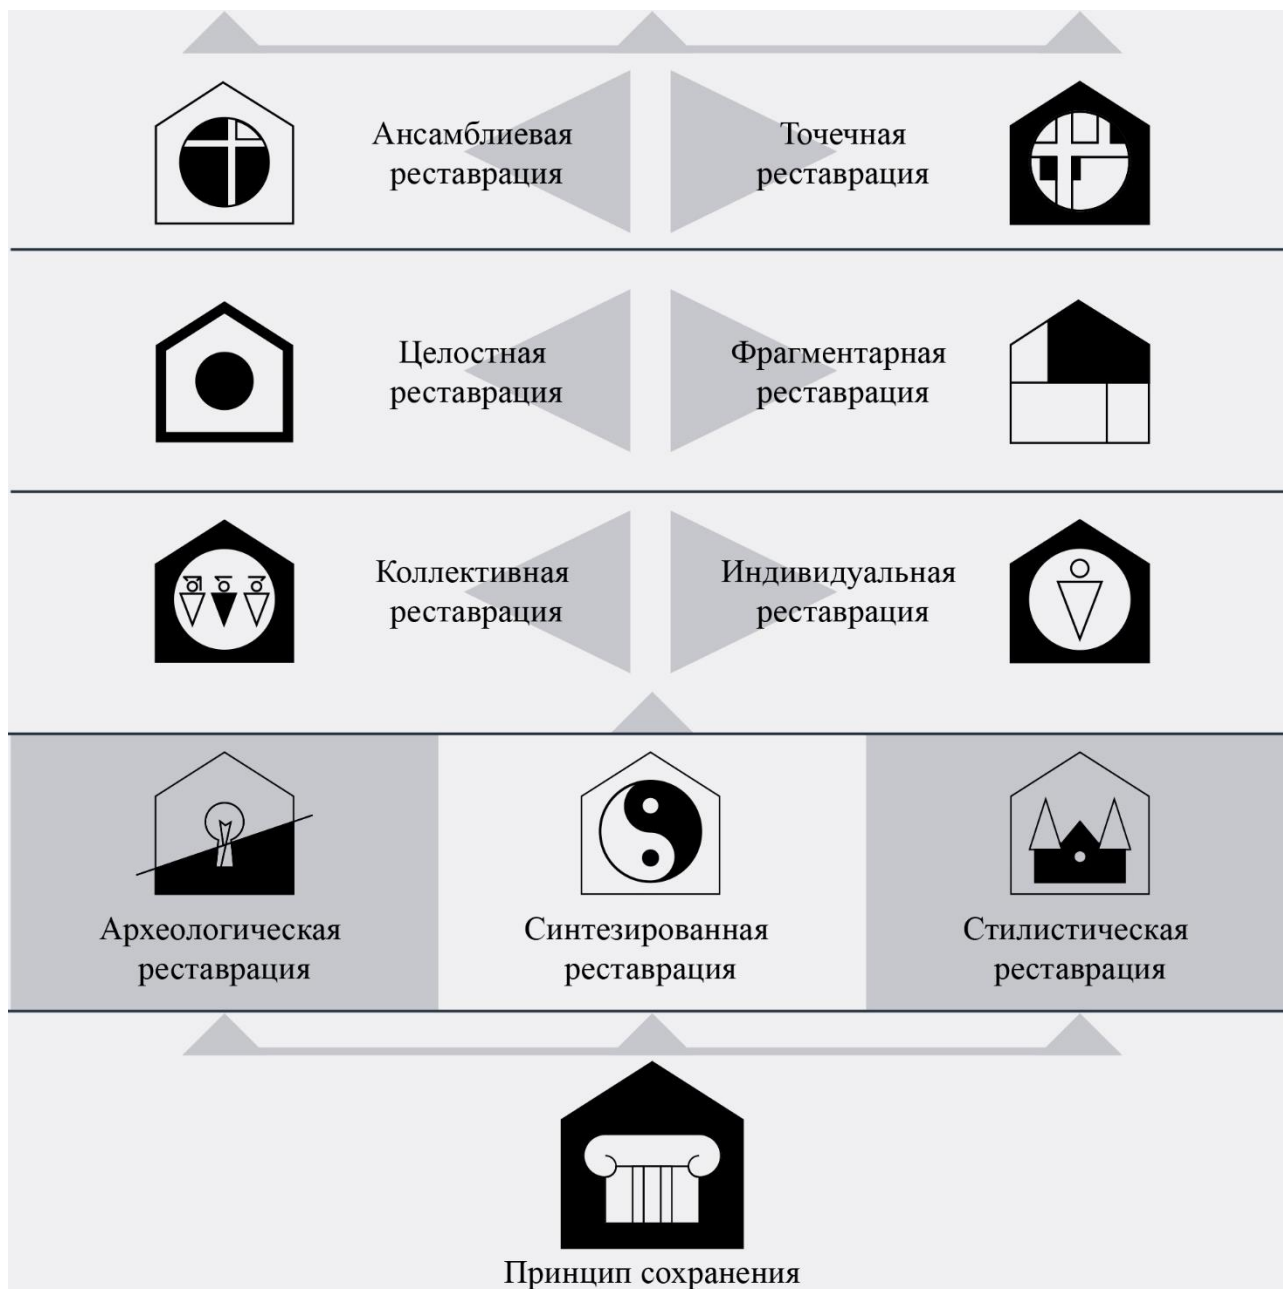 Ансамблиевая
реставрация
Точечная
реставрация
Целостная
реставрация
Фрагментарная
реставрация
Коллективная
реставрация
Индивидуальная
реставрация
Археологическая
реставрация
Синтезированная
реставрация
Стилистическая
реставрация
Принцип сохранения